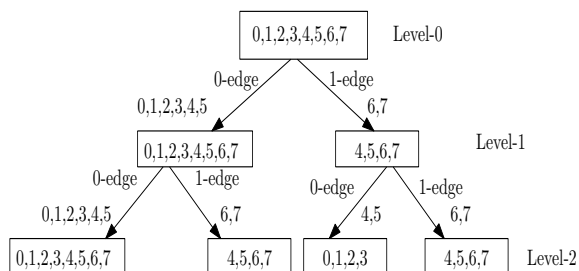 0,1,2,3,4,5,6,7 Level-0
0-edge 1-edge
0,1,2,3,4,5 6,7
0,1,2,3,4,5,6,7 4,5,6,7 Level-1
0-edge 1-edge 0-edge 1-edge
0,1,2,3,4,5 6,7 4,5 6,7
0,1,2,3,4,5,6,7 4,5,6,7 0,1,2,3 4,5,6,7 Level-2